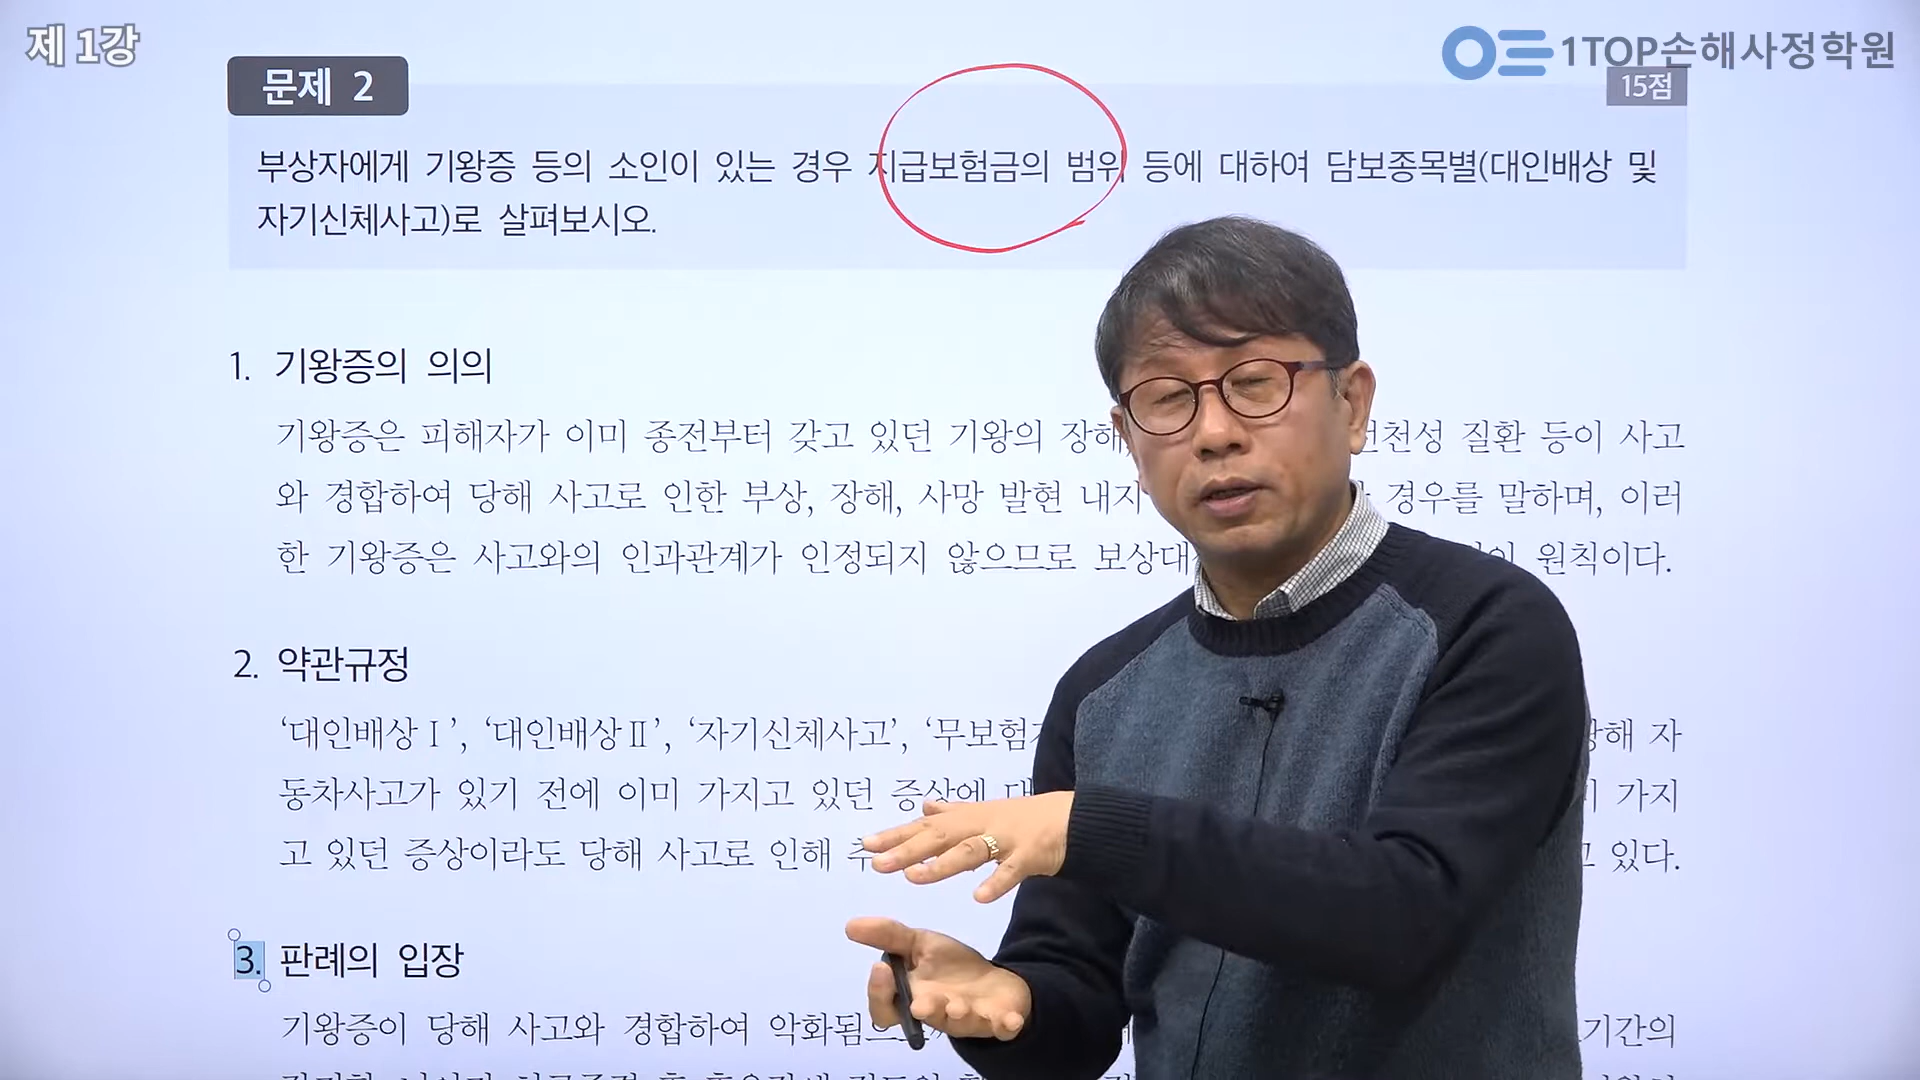 제 1강
1TOP손해사정학원
문제 2
15점
부상자에게 기왕증 등의 소인이 있는 경우 지급보험금의 범위 등에 대하여 담보종목별(대인배상 및
자기신체사고)로 살펴보시오.
1. 기왕증의 의의
기왕증은 피해자가 이미 종전부터 갖고 있던 기왕의 장해, 선천성 질환 등이 사고
와 경합하여 당해 사고로 인한 부상, 장해, 사망 발현 내지 경우를 말하며, 이러
한 기왕증은 사고와의 인과관계가 인정되지 않으므로 원칙이다.
2. 약관규정
‘대인배상Ⅰ’, ‘대인배상Ⅱ’, ‘자기신체사고’, 당해 자
동차사고가 있기 전에 이미 가지고 있던 증상에 가지
고 있던 증상이라도 당해 사고로 인해 있다.
3. 판례의 입장
기왕증이 당해 사고와 경합하여 기간의